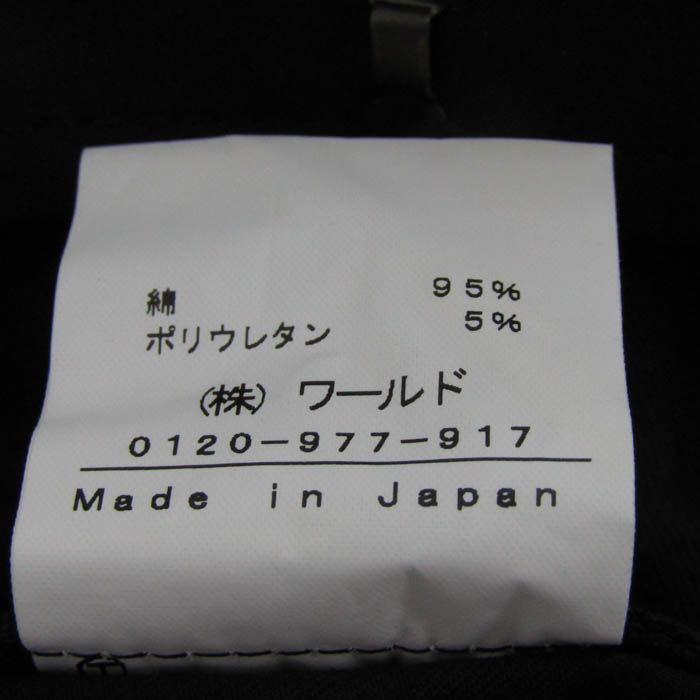 綿 95%
ポリウレタン 5%
(株) ワールド
0120-977-917
Made in Japan